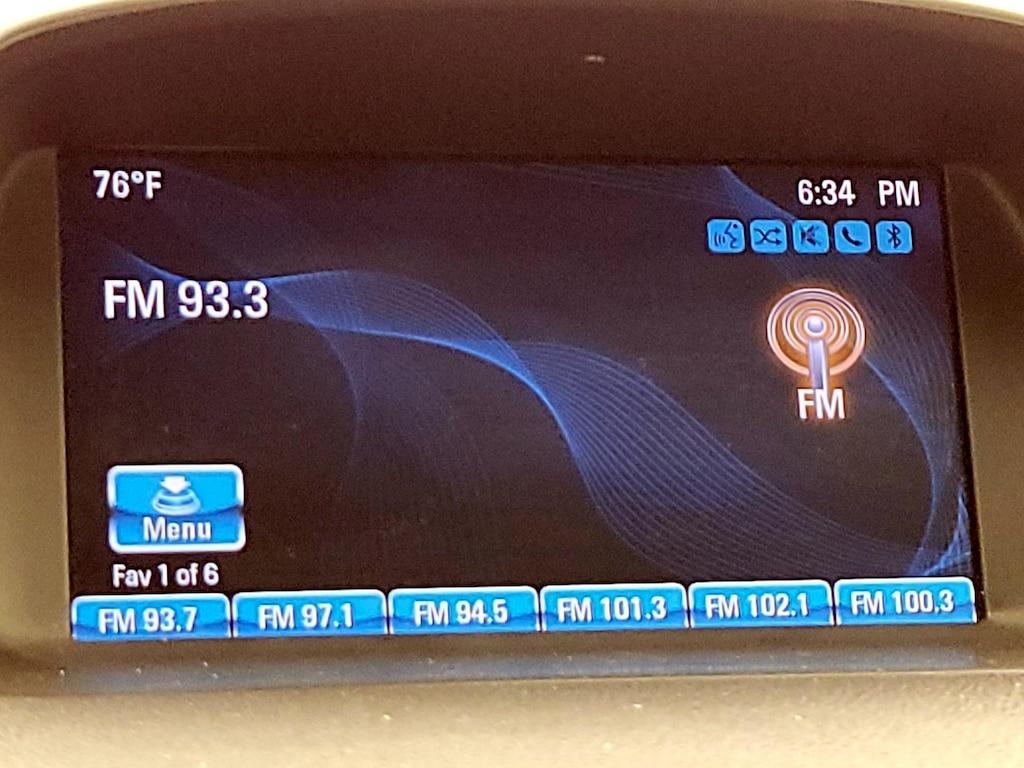 76°F
6:34 PM
FM 93.3
FM
Menu
Fav 1 of 6
FM 93.7
FM 97.1
FM 94.5
FM 101.3
FM 102.1
FM 100.3